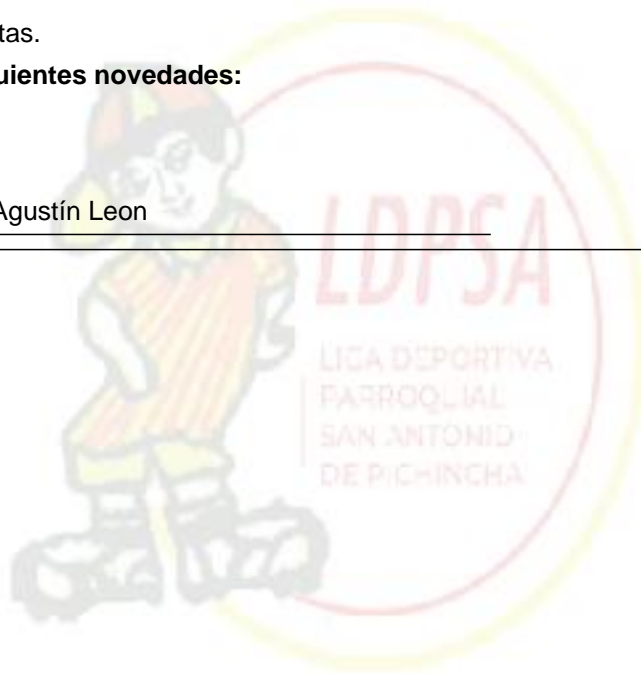 tas.
uientes novedades:
Agustín Leon
LDPSA
LIGA DEPORTIVA
PARROQUIAL
SAN ANTONIO
DE PICHINCHA